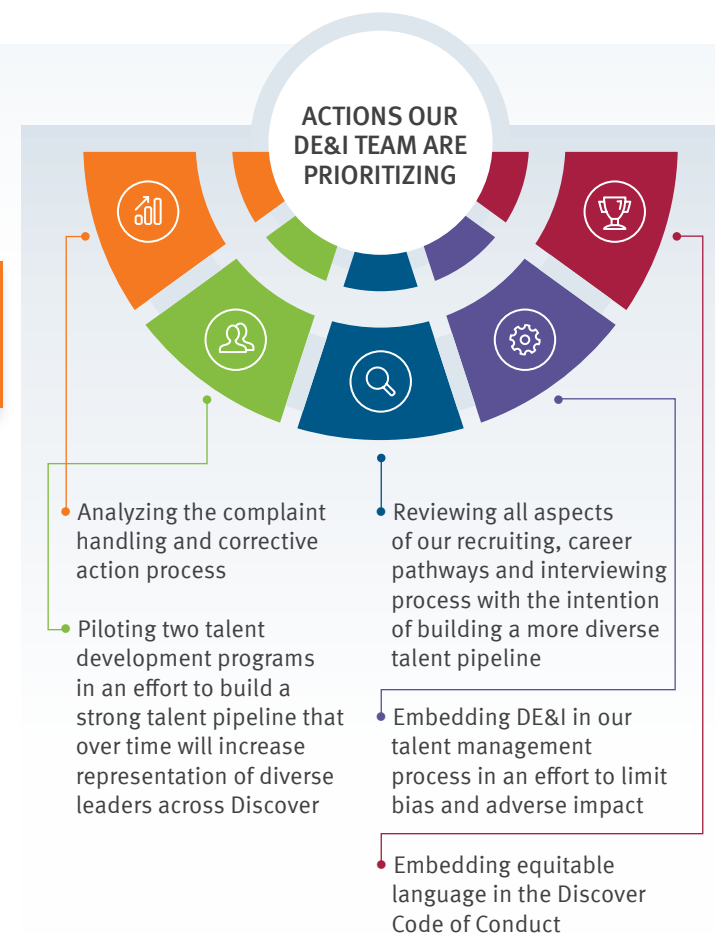 ACTIONS OUR
DE&I TEAM ARE
PRIORITIZING
Analyzing the complaint
handling and corrective
action process
Piloting two talent
development programs
in an effort to build a
strong talent pipeline that
over time will increase
representation of diverse
leaders across Discover
Reviewing all aspects
of our recruiting, career
pathways and interviewing
process with the intention
of building a more diverse
talent pipeline
Embedding DE&I in our
talent management
process in an effort to limit
bias and adverse impact
Embedding equitable
language in the Discover
Code of Conduct